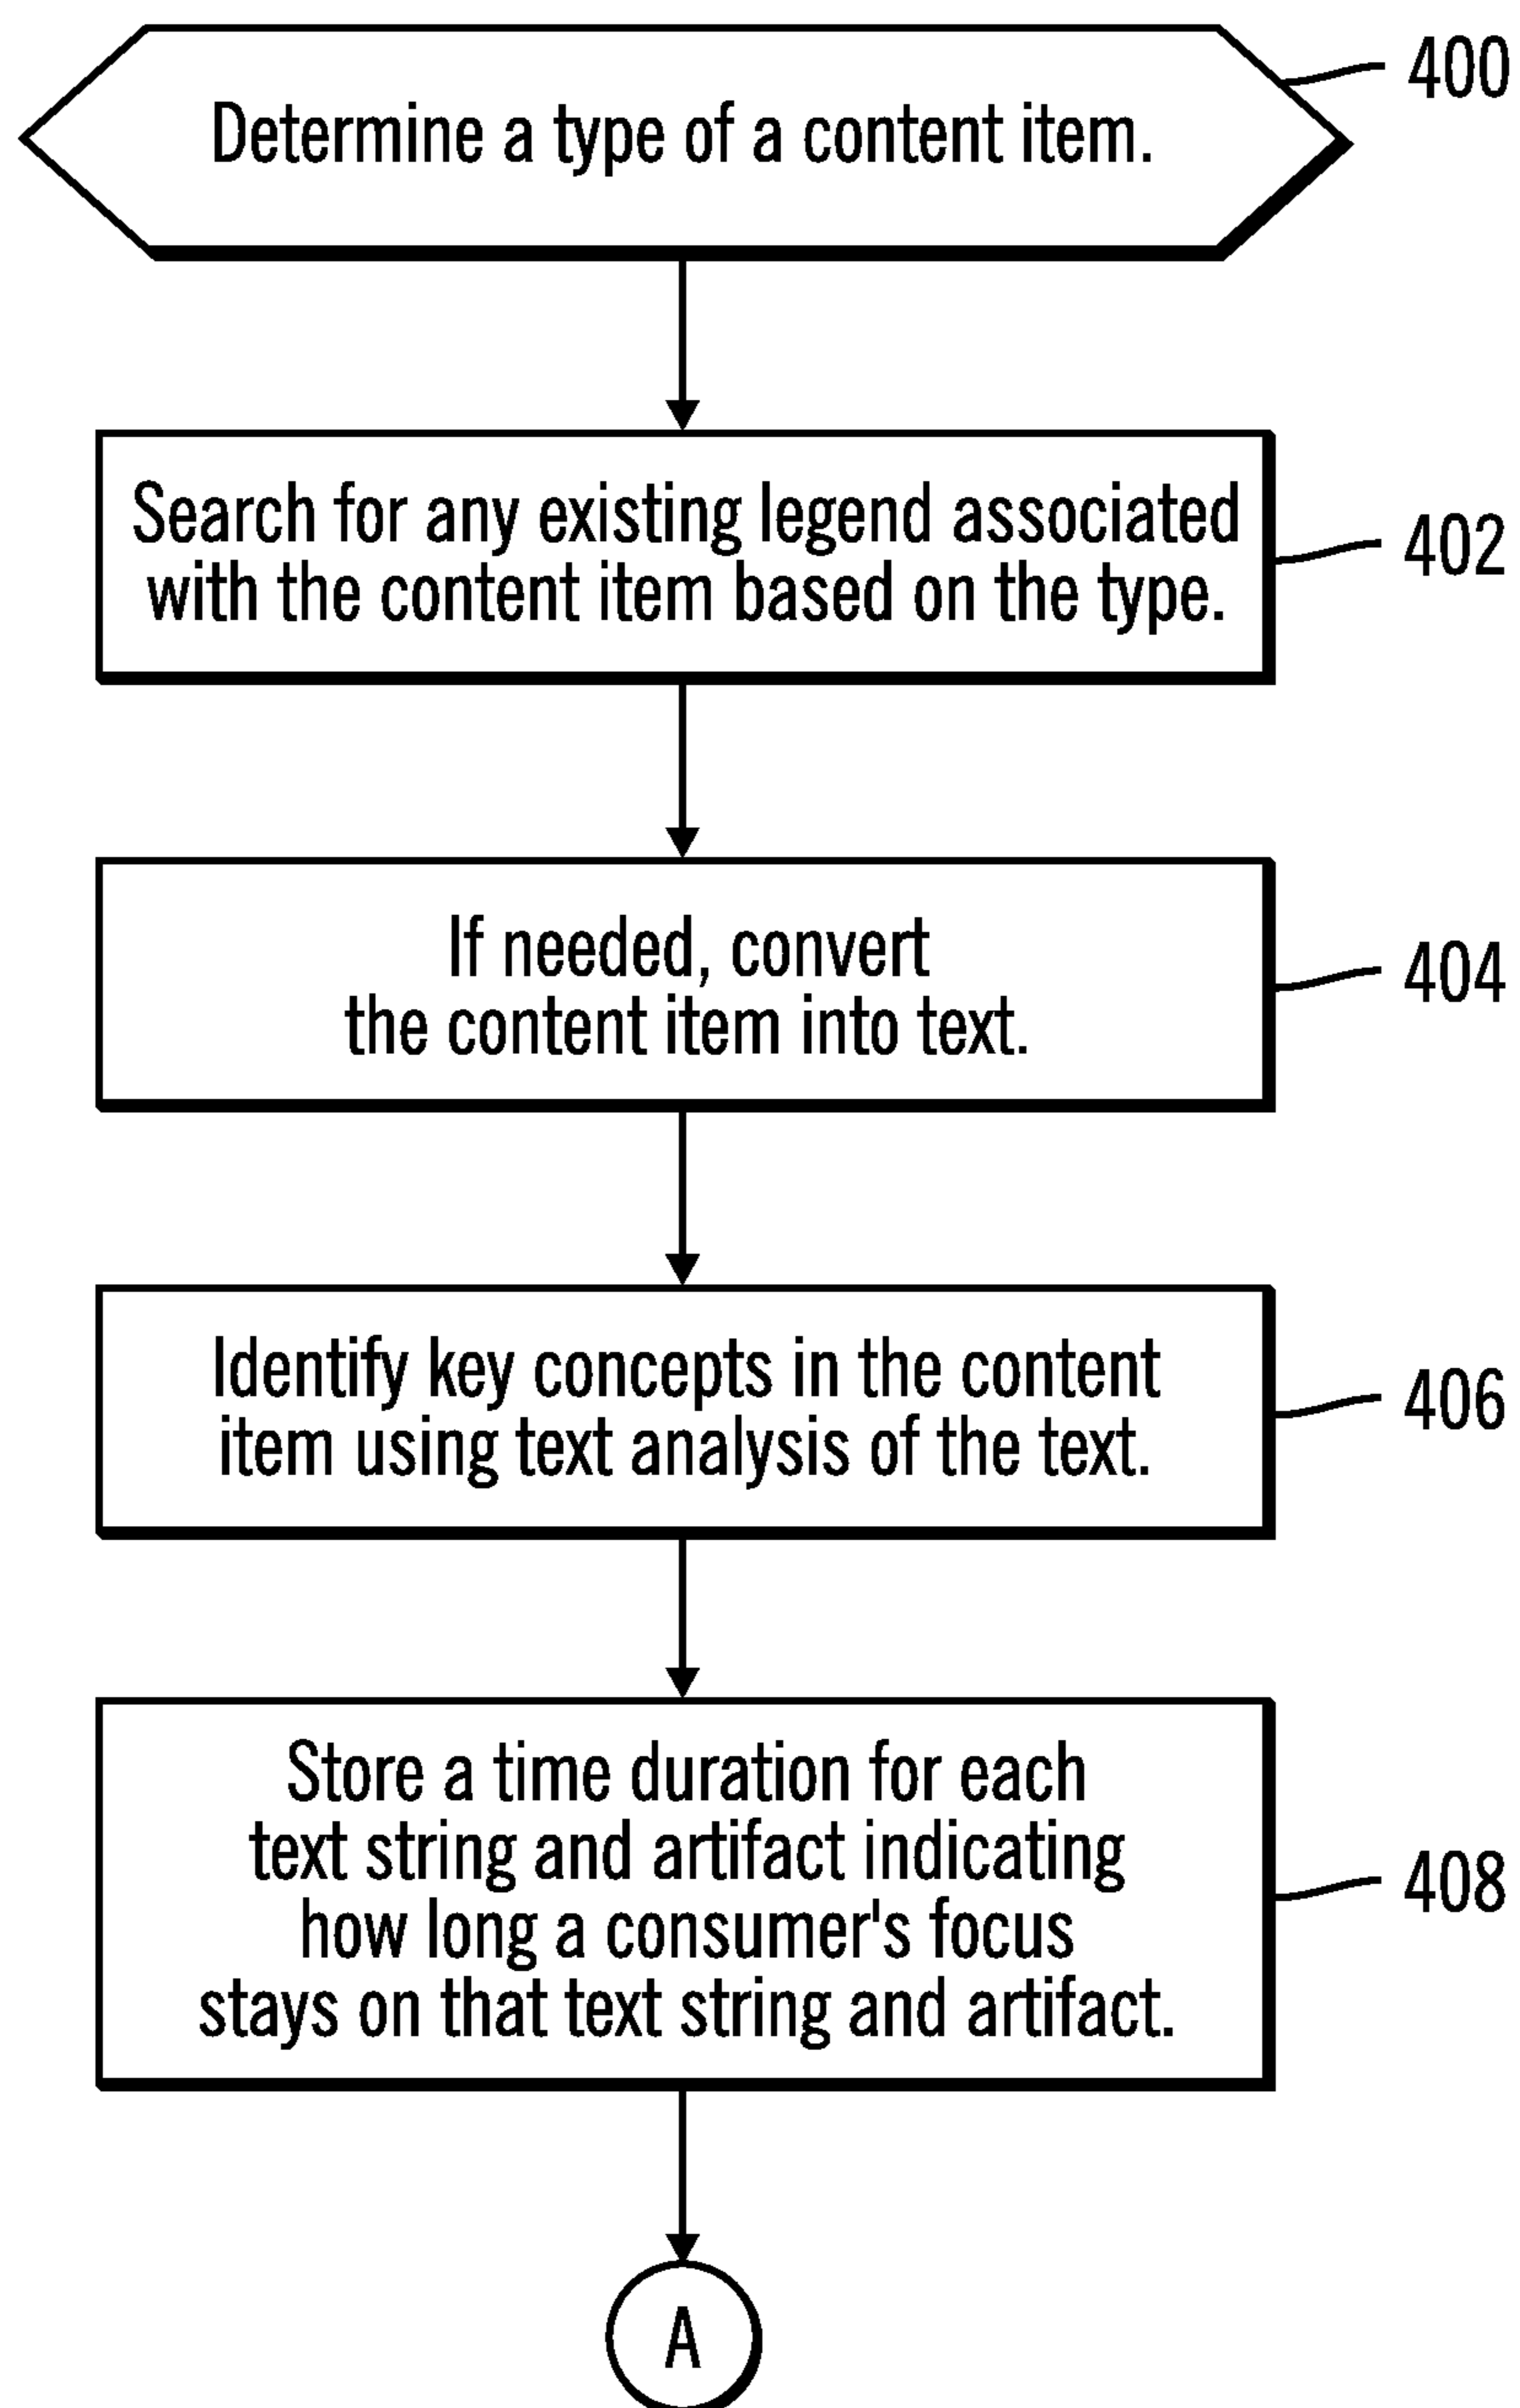 Determine a type of a content item.
400
Search for any existing legend associated
with the content item based on the type.
402
If needed, convert
the content item into text.
404
Identify key concepts in the content
item using text analysis of the text.
406
Store a time duration for each
text string and artifact indicating
how long a consumer's focus
stays on that text string and artifact.
408
A